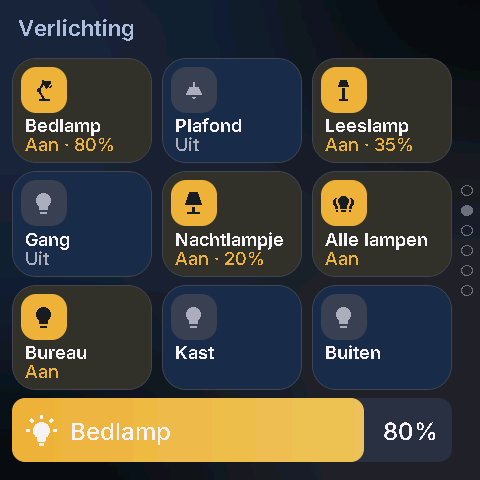 Verlichting
Bedlamp
Aan · 80%
Plafond
Uit
Leeslamp
Aan · 35%
Gang
Uit
Nachtlampje
Aan · 20%
Alle lampen
Aan
Bureau
Aan
Kast
Buiten
Bedlamp
80%